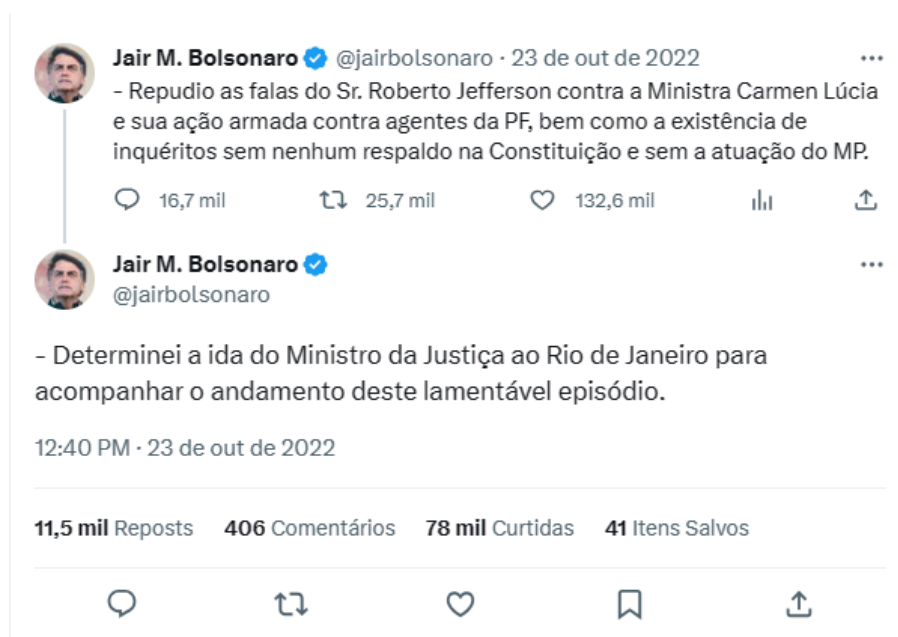 Jair M. Bolsonaro @jairbolsonaro · 23 de out de 2022
- Repudio as falas do Sr. Roberto Jefferson contra a Ministra Carmen Lúcia
e sua ação armada contra agentes da PF, bem como a existência de
inquéritos sem nenhum respaldo na Constituição e sem a atuação do MP.
16,7 mil 25,7 mil 132,6 mil
Jair M. Bolsonaro
@jairbolsonaro
- Determinei a ida do Ministro da Justiça ao Rio de Janeiro para
acompanhar o andamento deste lamentável episódio.
12:40 PM · 23 de out de 2022
11,5 mil Reposts 406 Comentários 78 mil Curtidas 41 Itens Salvos